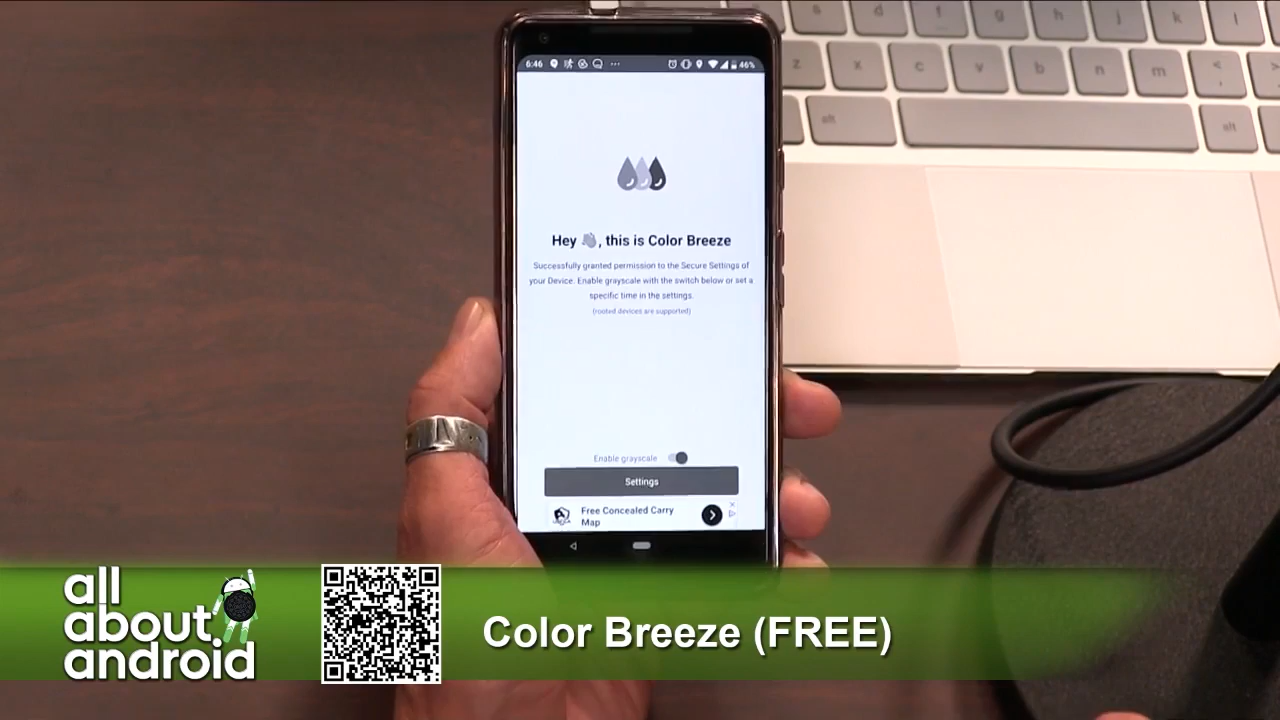 s d f g h j k l
z x c v b n m < ,
alt alt
6:46 46%
Hey 👋, this is Color Breeze
Successfully granted permission to the Secure Settings of
your Device. Enable grayscale with the switch below or set a
specific time in the settings.
(rooted devices are supported)
Enable grayscale
Settings
Free Concealed Carry
Map
all
about
android
Color Breeze (FREE)